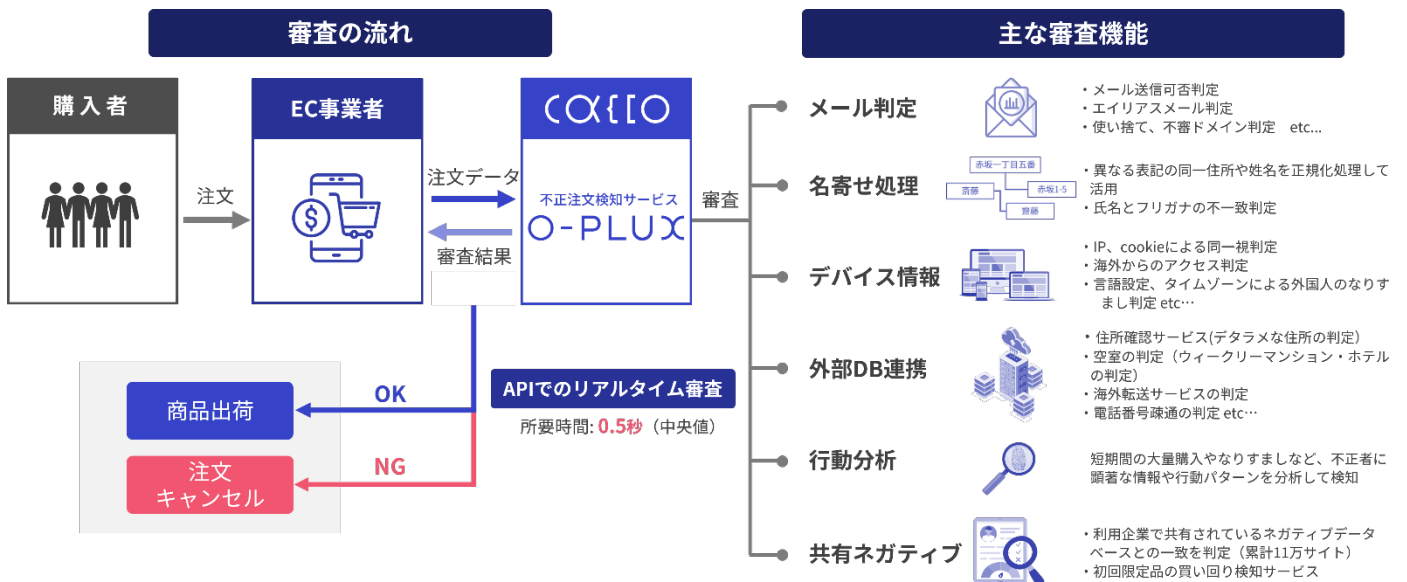 審査の流れ
購入者
EC事業者
CACCO
注文
注文データ
審査結果
不正注文検知サービス
O-PLUX
審査
OK
商品出荷
NG
注文
キャンセル
APIでのリアルタイム審査
所要時間: 0.5秒（中央値）
主な審査機能
メール判定
・メール送信可否判定
・エイリアスメール判定
・使い捨て、不審ドメイン判定　etc...
名寄せ処理
赤坂一丁目五番
斎藤
赤坂1-5
齋藤
・異なる表記の同一住所や姓名を正規化処理して
活用
・氏名とフリガナの不一致判定
デバイス情報
・IP、cookieによる同一視判定
・海外からのアクセス判定
・言語設定、タイムゾーンによる外国人のなりす
まし判定 etc…
外部DB連携
・住所確認サービス(デタラメな住所の判定）
・空室の判定（ウィークリーマンション・ホテル
の判定）
・海外転送サービスの判定
・電話番号疎通の判定 etc…
行動分析
短期間の大量購入やなりすましなど、不正者に
顕著な情報や行動パターンを分析して検知
共有ネガティブ
・利用企業で共有されているネガティブデータ
ベースとの一致を判定（累計11万サイト）
・初回限定品の買い回り検知サービス